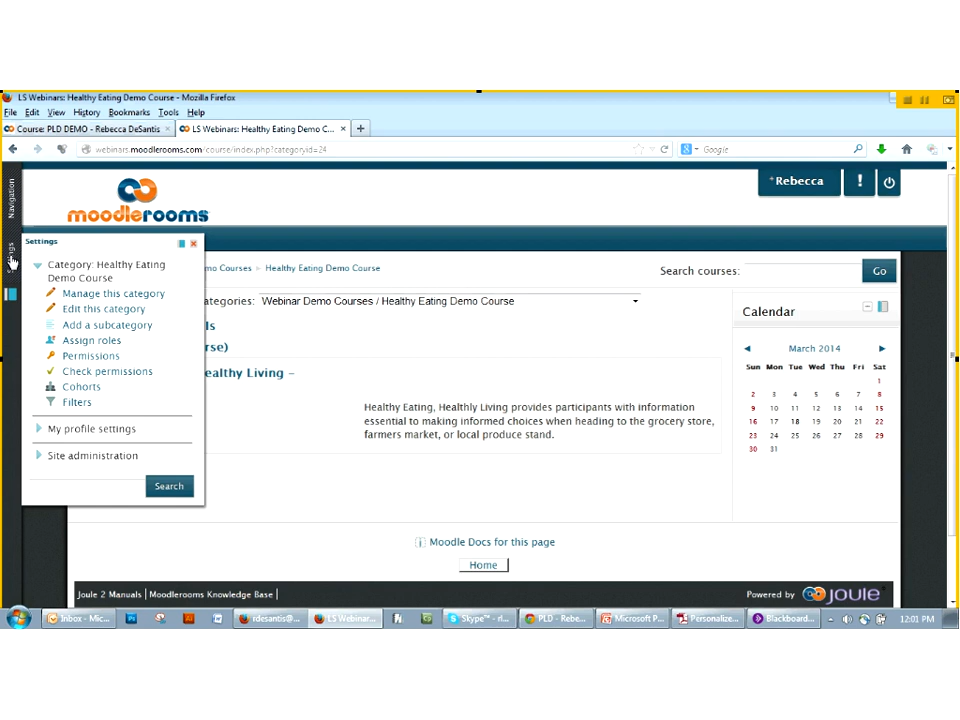 LS Webinars: Healthy Eating Demo Course - Mozilla Firefox
File Edit View History Bookmarks Tools Help
Course: PLD DEMO - Rebecca DeSantis × LS Webinars: Healthy Eating Demo C... × +
webinars.moodlerooms.com/course/index.php?categoryid=24 Google
Navigation
Rebecca !
moodlerooms
Settings
Category: Healthy Eating
Demo Course
Manage this category
Edit this category
Add a subcategory
Assign roles
Permissions
Check permissions
Cohorts
Filters
My profile settings
Site administration
Search
mo Courses ► Healthy Eating Demo Course
Search courses: Go
ategories: Webinar Demo Courses / Healthy Eating Demo Course
ls
rse)
ealthy Living –
Healthy Eating, Healthly Living provides participants with information
essential to making informed choices when heading to the grocery store,
farmers market, or local produce stand.
Calendar
◄ March 2014 ►
Sun Mon Tue Wed Thu Fri Sat
1
2 3 4 5 6 7 8
9 10 11 12 13 14 15
16 17 18 19 20 21 22
23 24 25 26 27 28 29
30 31
Moodle Docs for this page
Home
Joule 2 Manuals | Moodlerooms Knowledge Base |
Powered by joule
Inbox - Mic... rdesantis@... LS Webinar... Skype™ - rl... PLD - Rebe... Microsoft P... Personalize... Blackboard... 12:01 PM